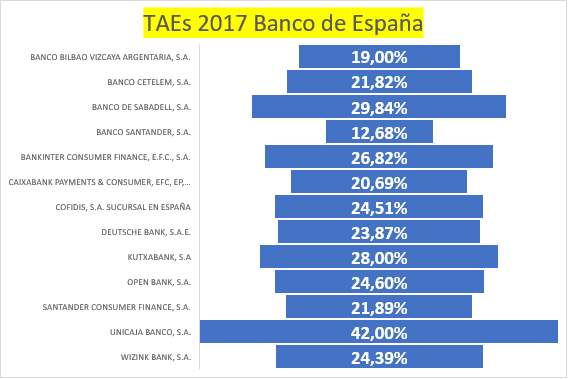 TAEs 2017 Banco de España
BANCO BILBAO VIZCAYA ARGENTARIA, S.A. 19,00%
BANCO CETELEM, S.A. 21,82%
BANCO DE SABADELL, S.A. 29,84%
BANCO SANTANDER, S.A. 12,68%
BANKINTER CONSUMER FINANCE, E.F.C., S.A. 26,82%
CAIXABANK PAYMENTS & CONSUMER, EFC, EP,... 20,69%
COFIDIS, S.A. SUCURSAL EN ESPAÑA 24,51%
DEUTSCHE BANK, S.A.E. 23,87%
KUTXABANK, S.A 28,00%
OPEN BANK, S.A. 24,60%
SANTANDER CONSUMER FINANCE, S.A. 21,89%
UNICAJA BANCO, S.A. 42,00%
WIZINK BANK, S.A. 24,39%